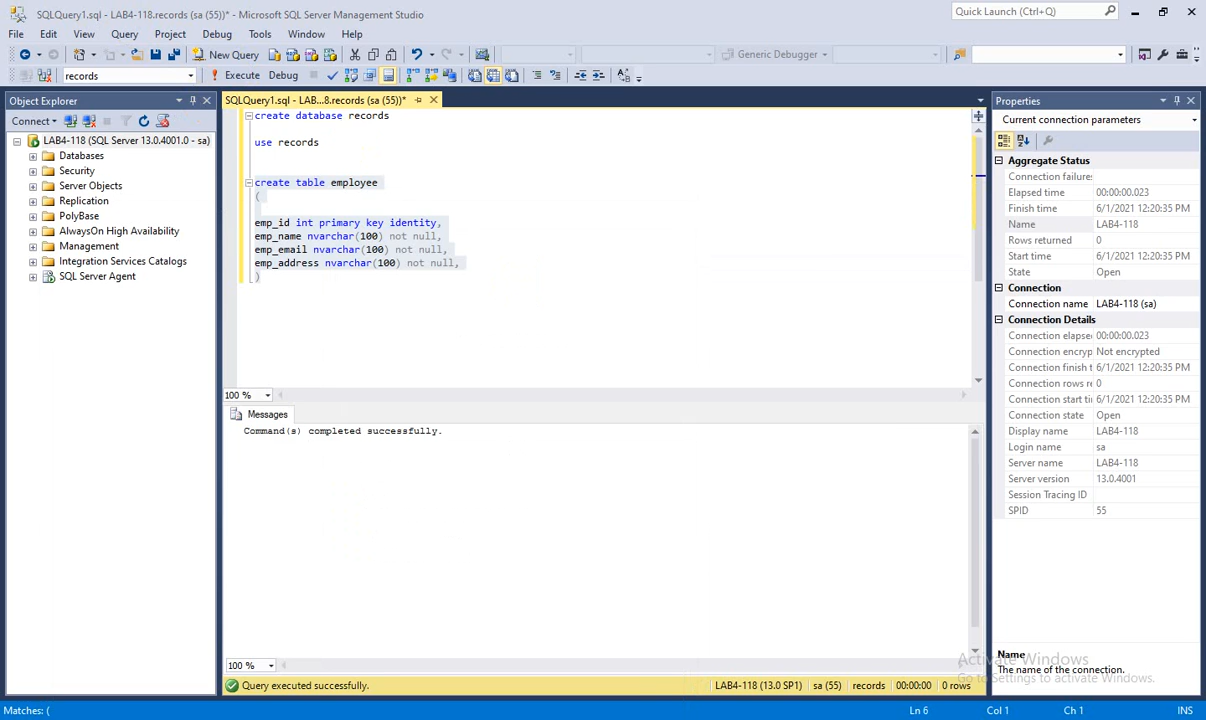 SQLQuery1.sql - LAB4-118.records (sa (55))* - Microsoft SQL Server Management Studio
Quick Launch (Ctrl+Q)
File Edit View Query Project Debug Tools Window Help
New Query
Generic Debugger
records
Execute Debug
Object Explorer
Connect
LAB4-118 (SQL Server 13.0.4001.0 - sa)
Databases
Security
Server Objects
Replication
PolyBase
AlwaysOn High Availability
Management
Integration Services Catalogs
SQL Server Agent
SQLQuery1.sql - LAB...8.records (sa (55))*
create database records
use records
create table employee
(
emp_id int primary key identity,
emp_name nvarchar(100) not null,
emp_email nvarchar(100) not null,
emp_address nvarchar(100) not null,
)
100 %
Messages
Command(s) completed successfully.
100 %
Query executed successfully.
LAB4-118 (13.0 SP1) sa (55) records 00:00:00 0 rows
Properties
Current connection parameters
Aggregate Status
Connection failures
Elapsed time 00:00:00.023
Finish time 6/1/2021 12:20:35 PM
Name LAB4-118
Rows returned 0
Start time 6/1/2021 12:20:35 PM
State Open
Connection
Connection name LAB4-118 (sa)
Connection Details
Connection elapse 00:00:00.023
Connection encryp Not encrypted
Connection finish t 6/1/2021 12:20:35 PM
Connection rows re 0
Connection start tir 6/1/2021 12:20:35 PM
Connection state Open
Display name LAB4-118
Login name sa
Server name LAB4-118
Server version 13.0.4001
Session Tracing ID
SPID 55
Name
The name of the connection.
Activate Windows
Go to Settings to activate Windows.
Matches: (
Ln 6 Col 1 Ch 1 INS